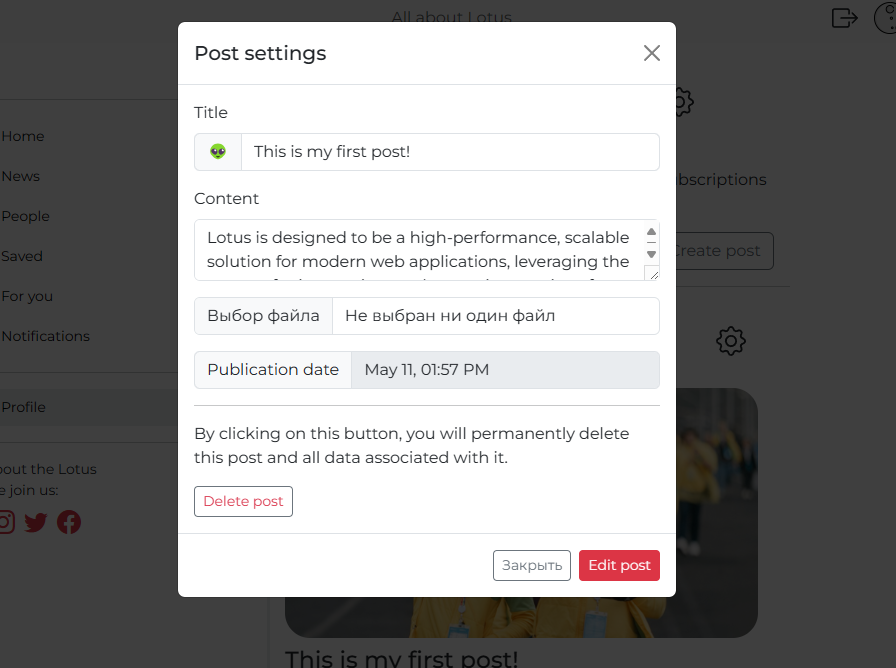 All about Lotus
Post settings
Title
This is my first post!
Content
Lotus is designed to be a high-performance, scalable
solution for modern web applications, leveraging the
Выбор файла
Не выбран ни один файл
Publication date
May 11, 01:57 PM
By clicking on this button, you will permanently delete
this post and all data associated with it.
Delete post
Закрыть
Edit post
Home
News
People
Saved
For you
Notifications
Profile
bout the Lotus
e join us:
bscriptions
Create post
This is my first post!